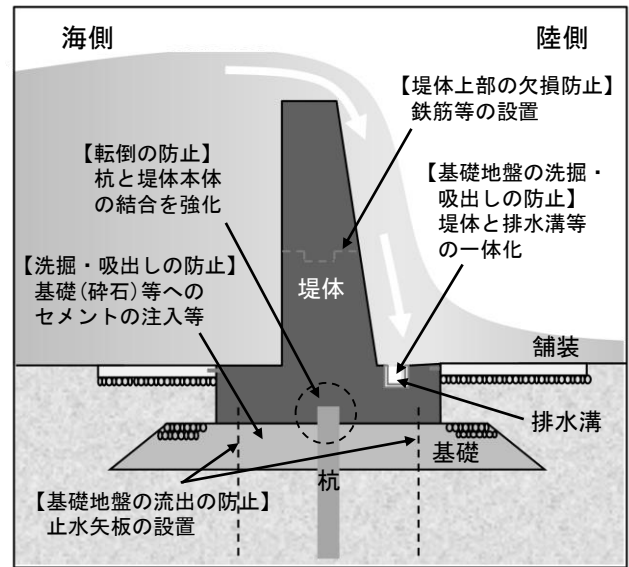 海側
陸側
【堤体上部の欠損防止】
鉄筋等の設置
【転倒の防止】
杭と堤体本体
の結合を強化
【基礎地盤の洗掘・
吸出しの防止】
堤体と排水溝等
の一体化
【洗掘・吸出しの防止】
基礎(砕石)等への
セメントの注入等
堤体
舗装
排水溝
基礎
杭
【基礎地盤の流出の防止】
止水矢板の設置